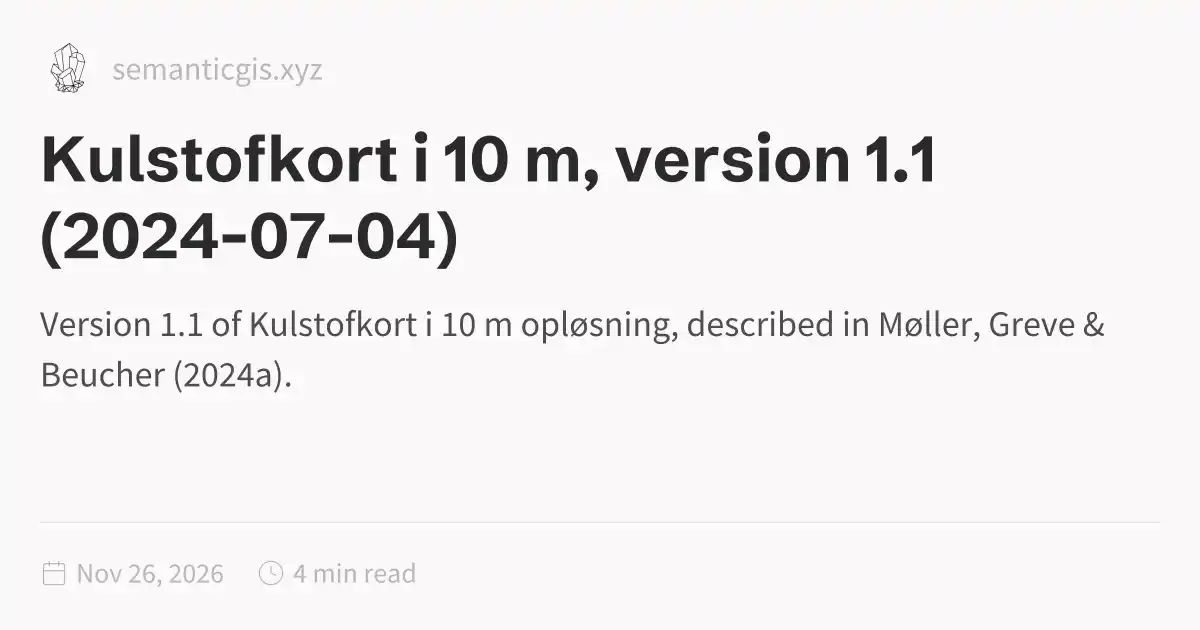 semanticgis.xyz
Kulstofkort i 10 m, version 1.1
(2024-07-04)
Version 1.1 of Kulstofkort i 10 m opløsning, described in Møller, Greve &
Beucher (2024a).
Nov 26, 2026 4 min read